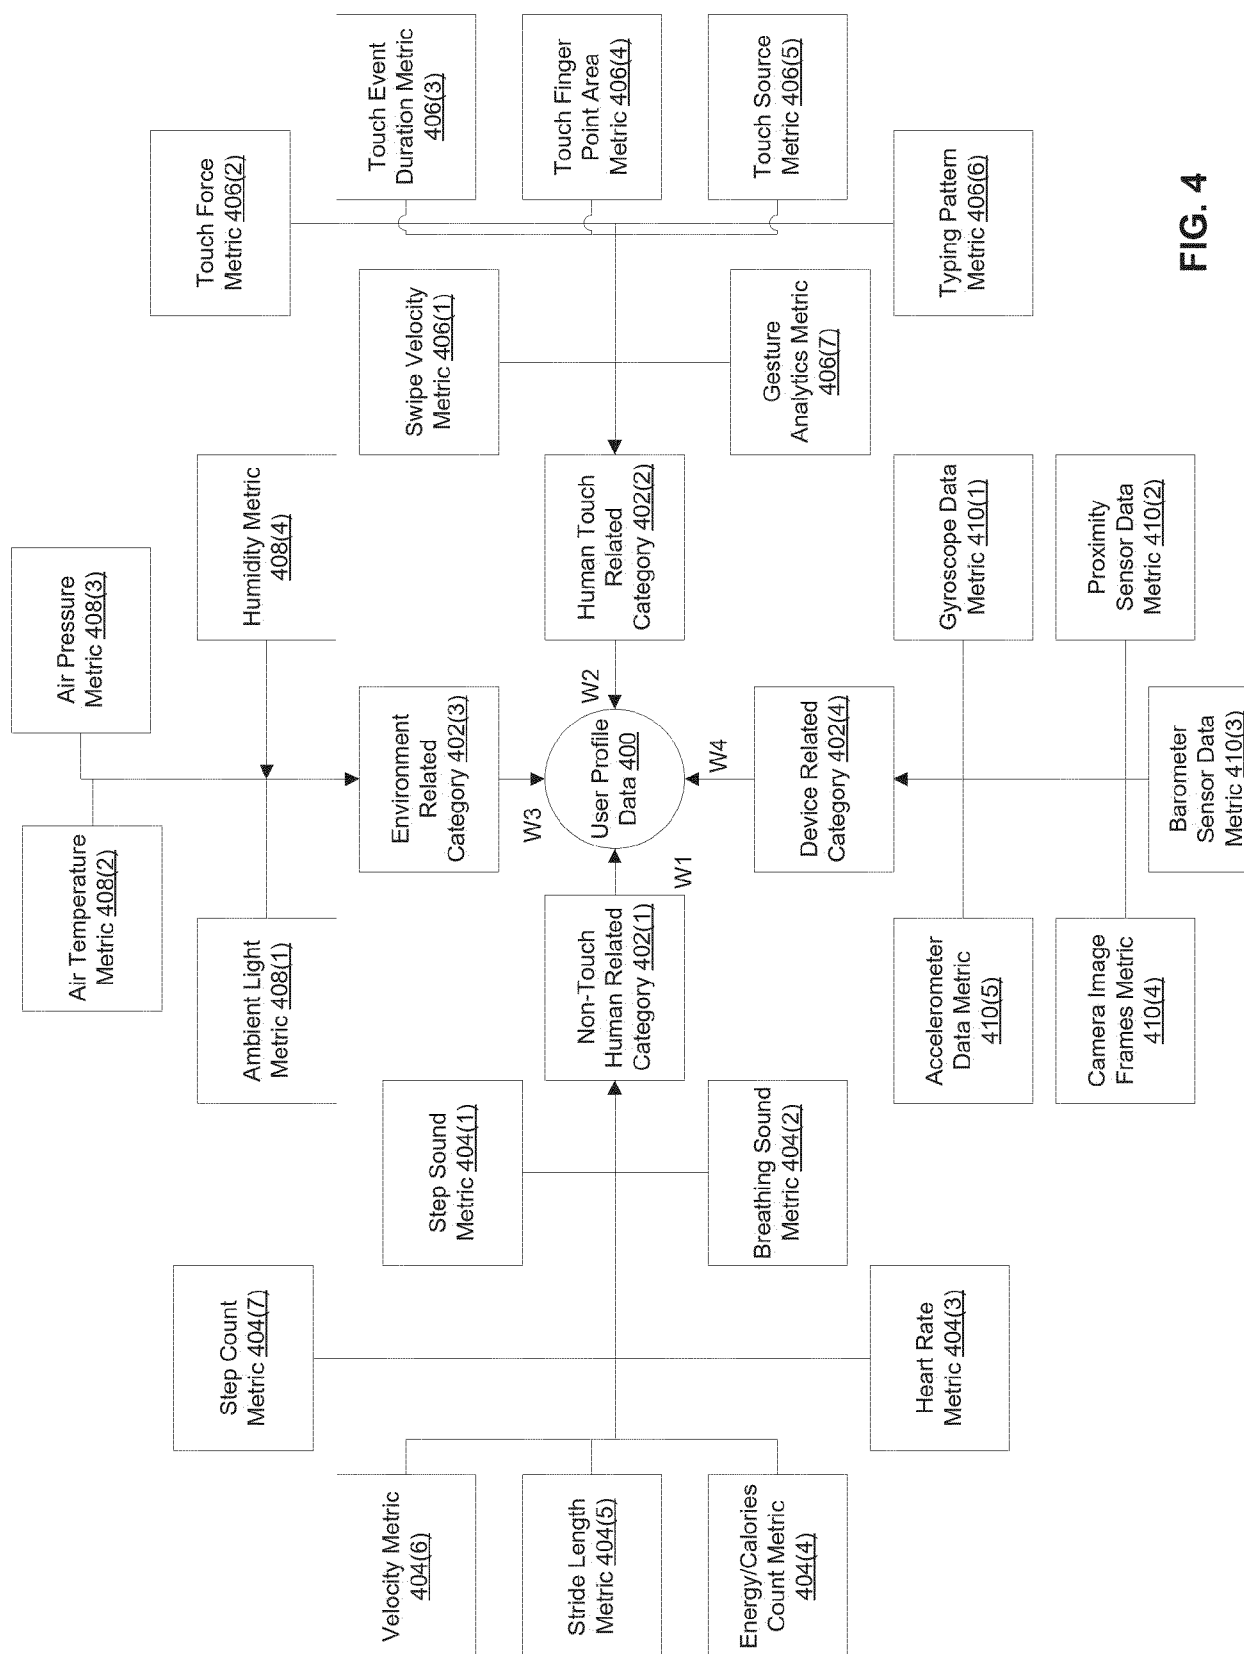 Air Temperature
Metric 408(2)
Air Pressure
Metric 408(3)
Ambient Light
Metric 408(1)
Humidity Metric
408(4)
Environment
Related
Category 402(3)
W3
Step Count
Metric 404(7)
Velocity Metric
404(6)
Stride Length
Metric 404(5)
Energy/Calories
Count Metric
404(4)
Heart Rate
Metric 404(3)
Step Sound
Metric 404(1)
Breathing Sound
Metric 404(2)
Non-Touch
Human Related
Category 402(1)
W1
User Profile
Data 400
W2
Human Touch
Related
Category 402(2)
Swipe Velocity
Metric 406(1)
Touch Force
Metric 406(2)
Touch Event
Duration Metric
406(3)
Touch Finger
Point Area
Metric 406(4)
Touch Source
Metric 406(5)
Typing Pattern
Metric 406(6)
Gesture
Analytics Metric
406(7)
W4
Device Related
Category 402(4)
Accelerometer
Data Metric
410(5)
Gyroscope Data
Metric 410(1)
Camera Image
Frames Metric
410(4)
Proximity
Sensor Data
Metric 410(2)
Barometer
Sensor Data
Metric 410(3)
FIG. 4